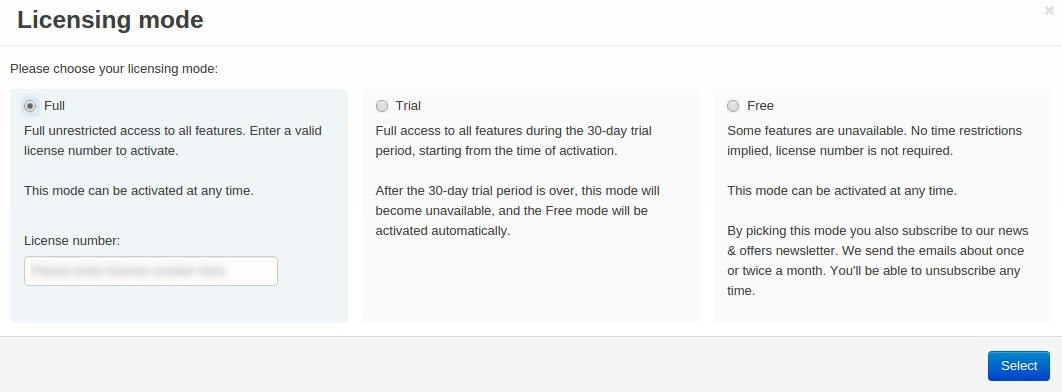 Licensing mode
Please choose your licensing mode:
Full
Full unrestricted access to all features. Enter a valid
license number to activate.
This mode can be activated at any time.
License number:
Trial
Full access to all features during the 30-day trial
period, starting from the time of activation.
After the 30-day trial period is over, this mode will
become unavailable, and the Free mode will be
activated automatically.
Free
Some features are unavailable. No time restrictions
implied, license number is not required.
This mode can be activated at any time.
By picking this mode you also subscribe to our news
& offers newsletter. We send the emails about once
or twice a month. You'll be able to unsubscribe any
time.
Select